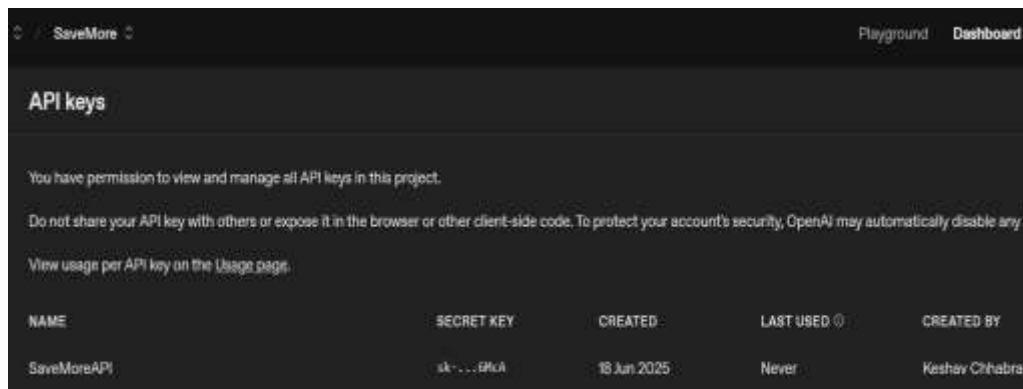 / SaveMore Playground Dashboard
API keys
You have permission to view and manage all API keys in this project.
Do not share your API key with others or expose it in the browser or other client-side code. To protect your account's security, OpenAI may automatically disable any
View usage per API key on the Usage page.
NAME SECRET KEY CREATED LAST USED CREATED BY
SaveMoreAPI sk-...6McA 18 Jun 2025 Never Keshav Chhabra